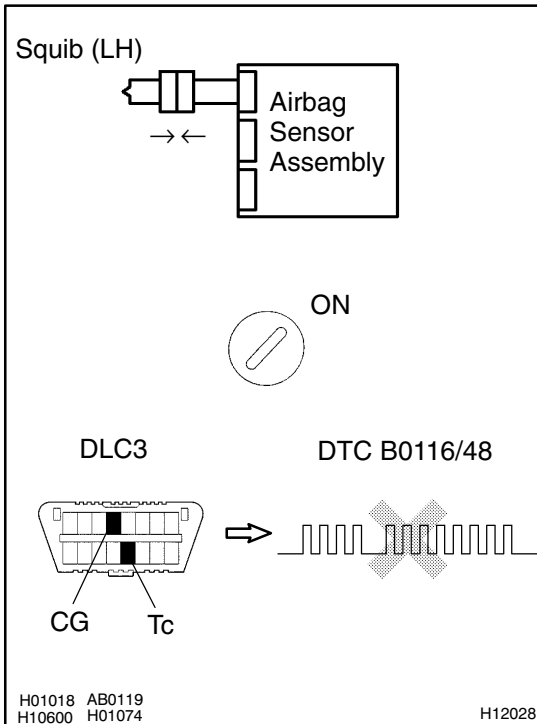 Squib (LH)
Airbag
Sensor
Assembly
ON
DLC3
DTC B0116/48
CG
Tc
H01018 AB0119
H10600 H01074
H12028